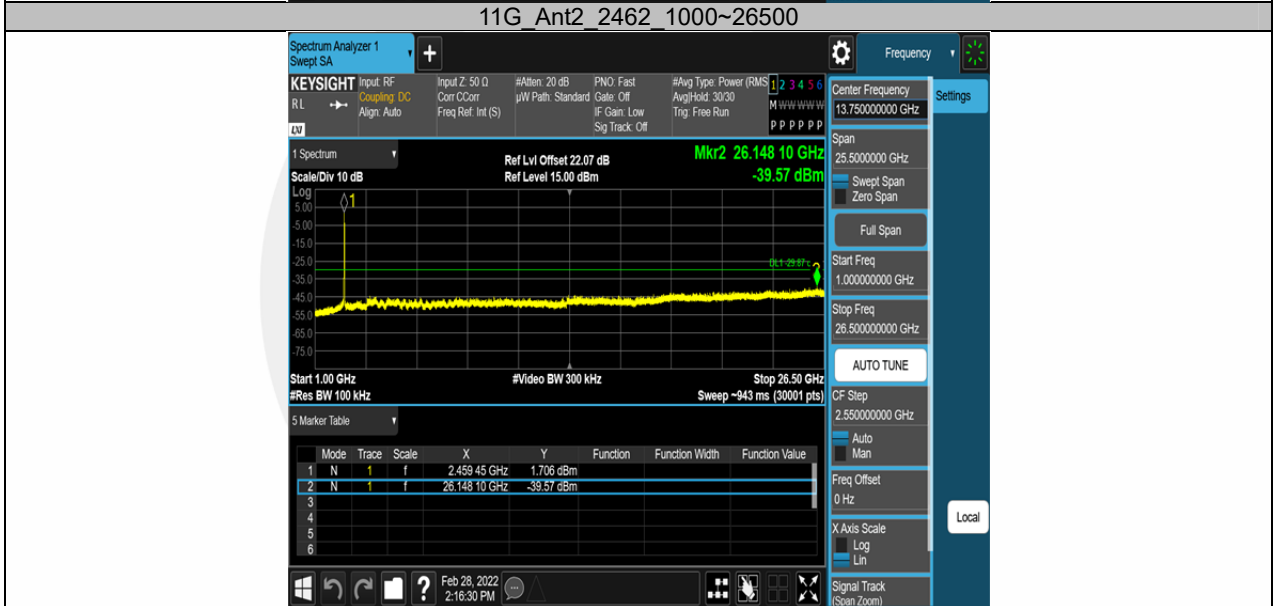 11G_Ant2_2462_1000~26500
Spectrum Analyzer 1
Swept SA
+
Frequency
KEYSIGHT
RL
LXI
Input: RF
Coupling: DC
Align: Auto
Input Z: 50 Ω
Corr CCorr
Freq Ref: Int (S)
#Atten: 20 dB
µW Path: Standard
PNO: Fast
Gate: Off
IF Gain: Low
Sig Track: Off
#Avg Type: Power (RMS
Avg|Hold: 30/30
Trig: Free Run
1 2 3 4 5 6
M W W W W W
P P P P P P
Center Frequency
13.750000000 GHz
Settings
Span
25.5000000 GHz
Swept Span
Zero Span
Full Span
Start Freq
1.000000000 GHz
Stop Freq
26.500000000 GHz
AUTO TUNE
CF Step
2.550000000 GHz
Auto
Man
Freq Offset
0 Hz
X Axis Scale
Log
Lin
Signal Track
(Span Zoom)
Local
1 Spectrum
Scale/Div 10 dB
Ref Lvl Offset 22.07 dB
Ref Level 15.00 dBm
Mkr2 26.148 10 GHz
-39.57 dBm
Log
5.00
-5.00
-15.0
-25.0
-35.0
-45.0
-55.0
-65.0
-75.0
1
DL1 -29.87
2
Start 1.00 GHz
#Video BW 300 kHz
Stop 26.50 GHz
#Res BW 100 kHz
Sweep ~943 ms (30001 pts)
5 Marker Table
Mode Trace Scale X Y Function Function Width Function Value
1 N 1 f 2.459 45 GHz 1.706 dBm
2 N 1 f 26.148 10 GHz -39.57 dBm
3
4
5
6
?
Feb 28, 2022
2:16:30 PM